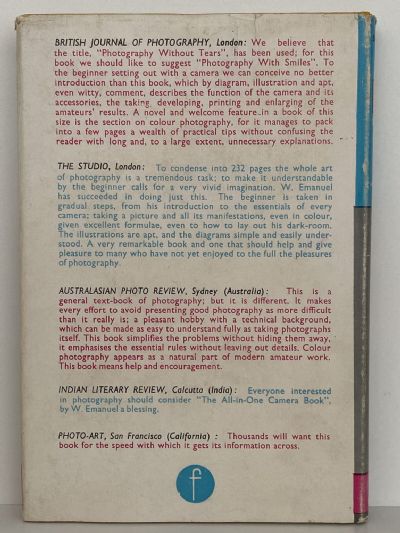 BRITISH JOURNAL OF PHOTOGRAPHY, London: We believe that
the title, "Photography Without Tears", has been used; for this
book we should like to suggest "Photography With Smiles". To
the beginner setting out with a camera we can conceive no better
introduction than this book, which by diagram, illustration and apt,
even witty, comment, describes the function of the camera and its
accessories, the taking, developing, printing and enlarging of the
amateurs' results. A novel and welcome feature in a book of this
size is the section on colour photography, for it manages to pack
into a few pages a wealth of practical tips without confusing the
reader with long and, to a large extent, unnecessary explanations.
THE STUDIO, London: To condense into 232 pages the whole art
of photography is a tremendous task; to make it understandable
by the beginner calls for a very vivid imagination. W. Emanuel
has succeeded in doing just this. The beginner is taken in
gradual steps, from his introduction to the essentials of every
camera; taking a picture and all its manifestations, even in colour,
given excellent formulae, even to how to lay out his dark-room.
The illustrations are apt, and the diagrams simple and easily under-
stood. A very remarkable book and one that should help and give
pleasure to many who have not yet enjoyed to the full the pleasures
of photography.
AUSTRALASIAN PHOTO REVIEW, Sydney (Australia): This is a
general text-book of photography; but it is different. It makes
every effort to avoid presenting good photography as more difficult
than it really is; a pleasant hobby with a technical background,
which can be made as easy to understand fully as taking photographs
itself. This book simplifies the problems without hiding them away,
it emphasises the essential rules without leaving out details. Colour
photography appears as a natural part of modern amateur work.
This book means help and encouragement.
INDIAN LITERARY REVIEW, Calcutta (India): Everyone interested
in photography should consider "The All-in-One Camera Book",
by W. Emanuel a blessing.
PHOTO-ART, San Francisco (California) : Thousands will want this
book for the speed with which it gets its information across.
f